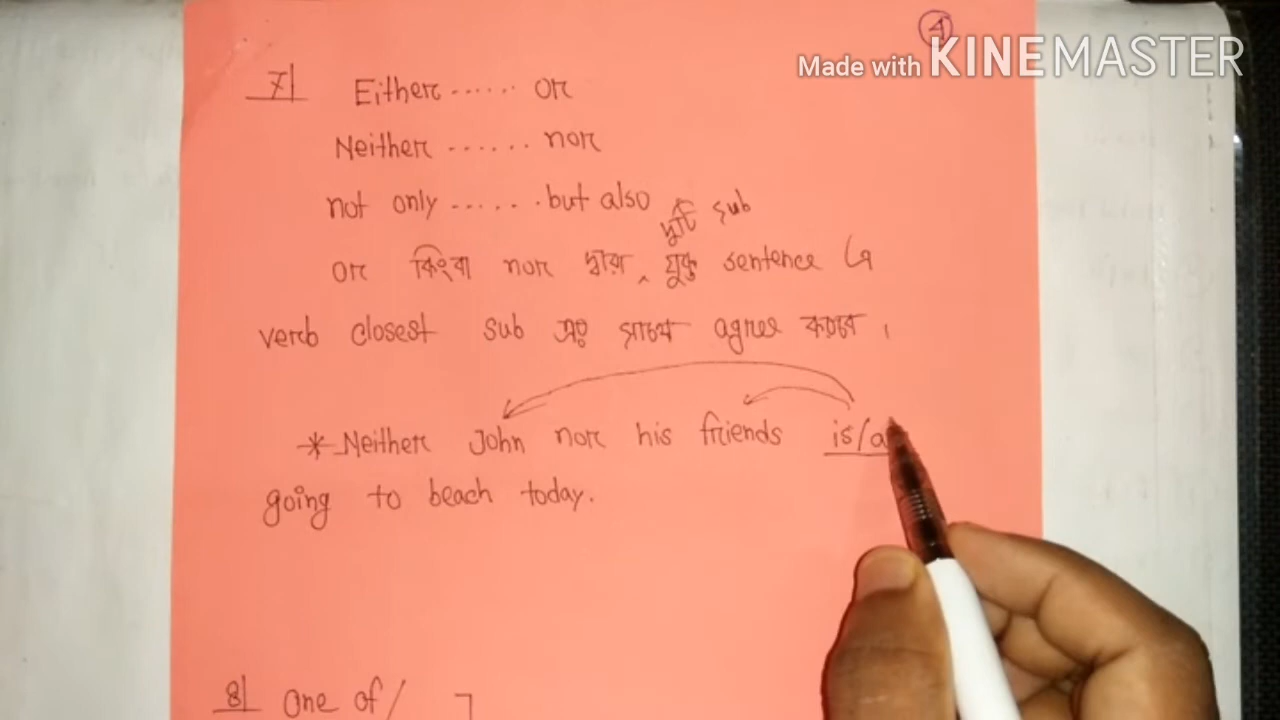 4
Made with KINEMASTER
7| Either ...... or
Neither ...... nor
not only ...... but also
দুটি sub
or কিংবা nor দ্বারা যুক্ত sentence এ
verb closest sub এর সাথে agree করবে ।
* Neither John nor his friends is/a
going to beach today.
8| One of /